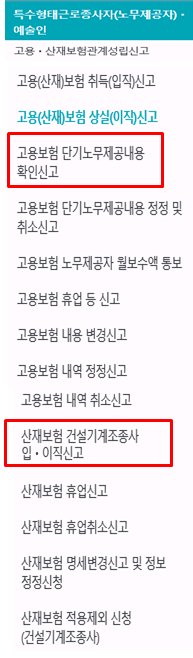 특수형태근로종사자(노무제공자)・
예술인
고용・산재보험관계성립신고
고용(산재)보험 취득(입직)신고
고용(산재)보험 상실(이직)신고
고용보험 단기노무제공내용
확인신고
고용보험 단기노무제공내용 정정 및
취소신고
고용보험 노무제공자 월보수액 통보
고용보험 휴업 등 신고
고용보험 내용 변경신고
고용보험 내역 정정신고
고용보험 내역 취소신고
산재보험 건설기계조종사
입・이직신고
산재보험 휴업신고
산재보험 휴업취소신고
산재보험 명세변경신고 및 정보
정정신청
산재보험 적용제외 신청
(건설기계조종사)